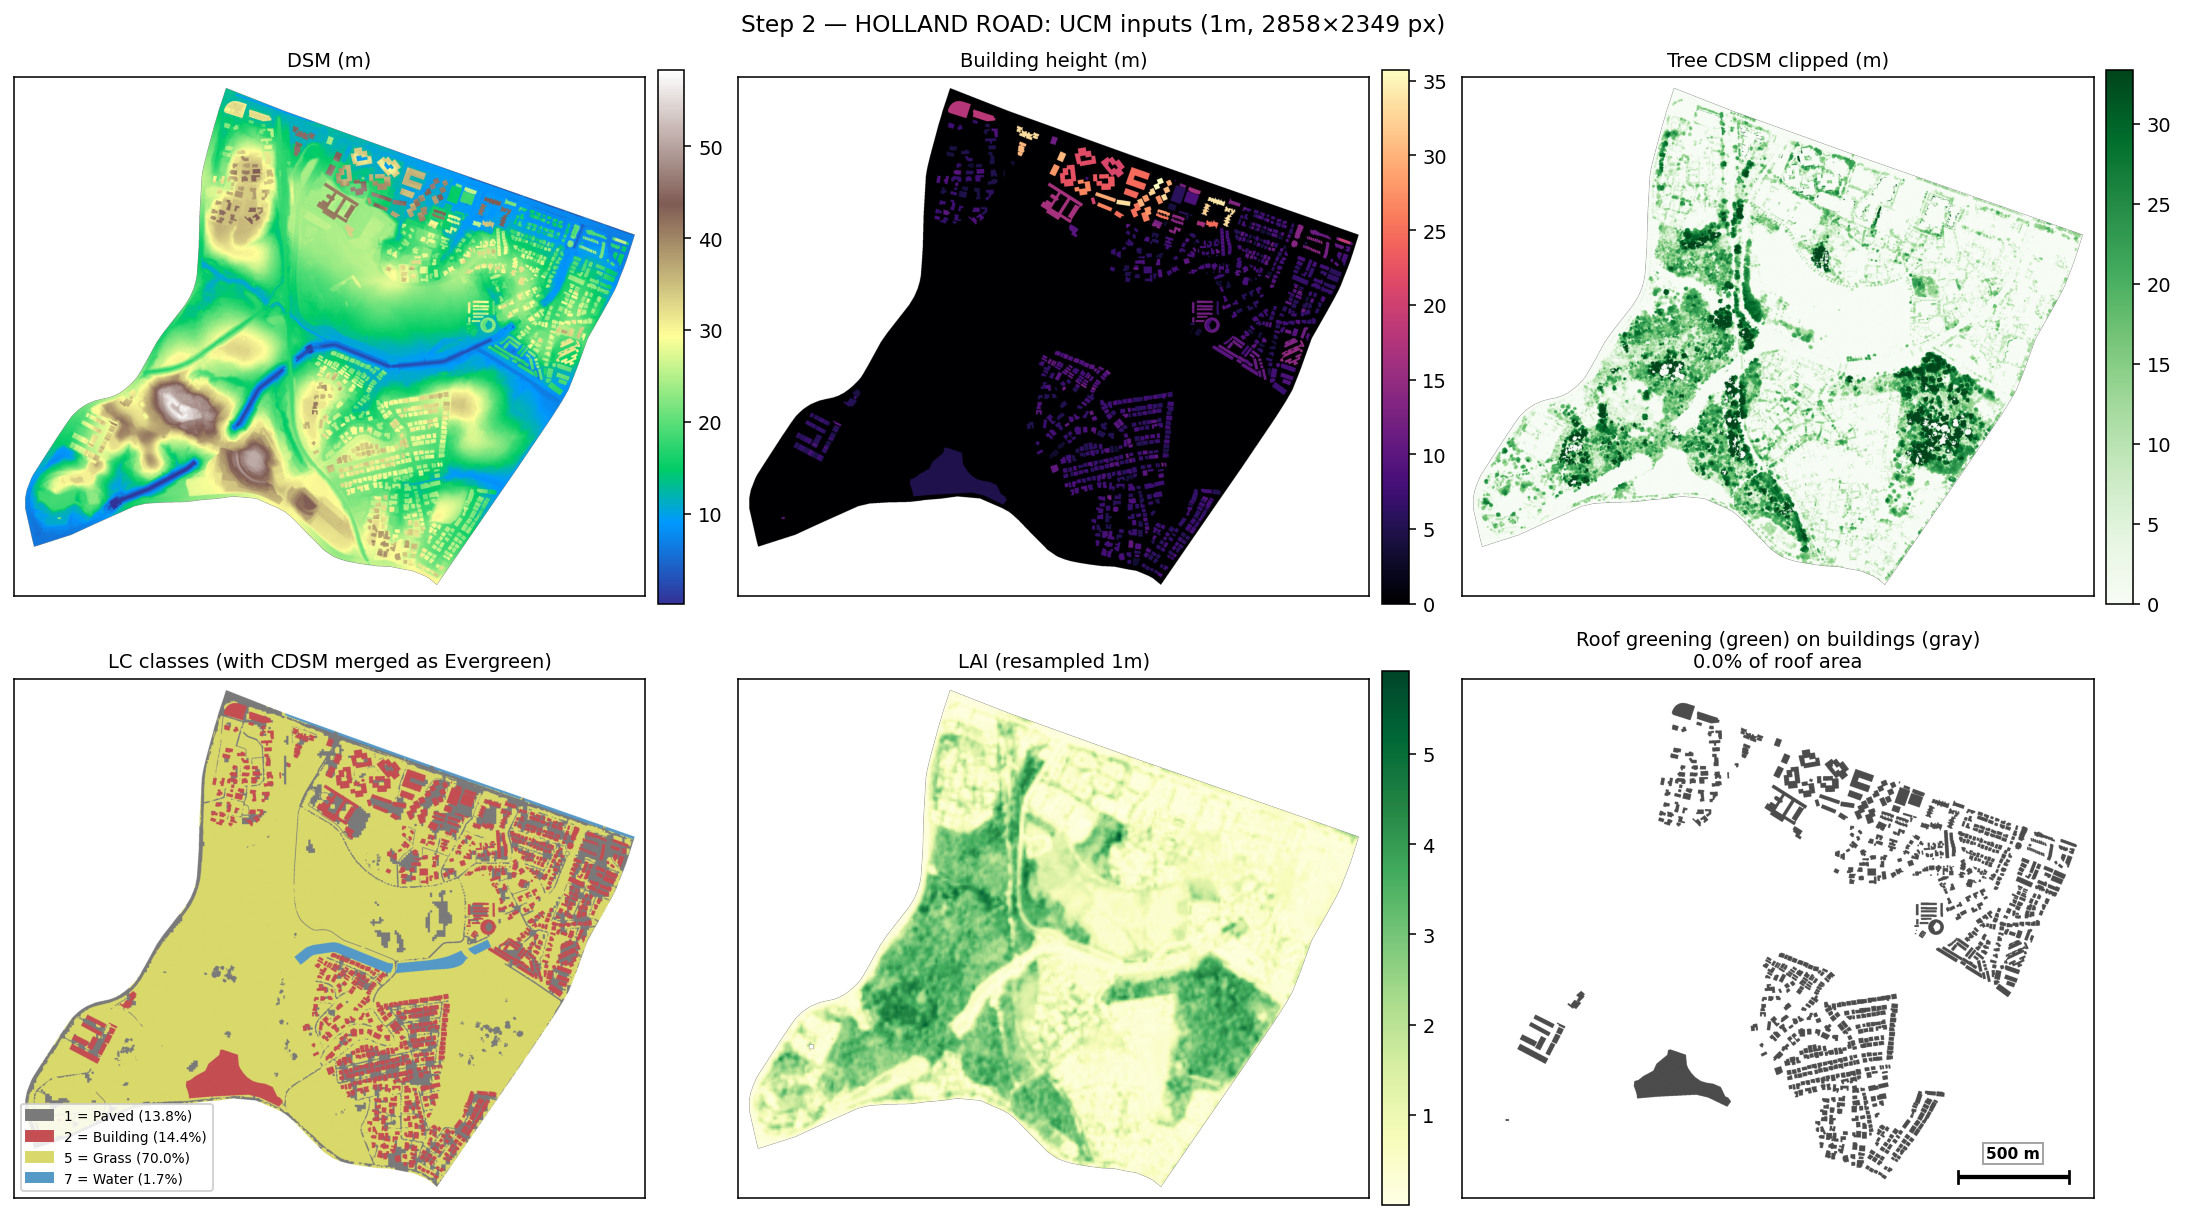 Step 2 — HOLLAND ROAD: UCM inputs (1m, 2858×2349 px)
DSM (m)
50
40
30
20
10
Building height (m)
35
30
25
20
15
10
5
0
Tree CDSM clipped (m)
30
25
20
15
10
5
0
LC classes (with CDSM merged as Evergreen)
1 = Paved (13.8%)
2 = Building (14.4%)
5 = Grass (70.0%)
7 = Water (1.7%)
LAI (resampled 1m)
5
4
3
2
1
Roof greening (green) on buildings (gray)
0.0% of roof area
500 m